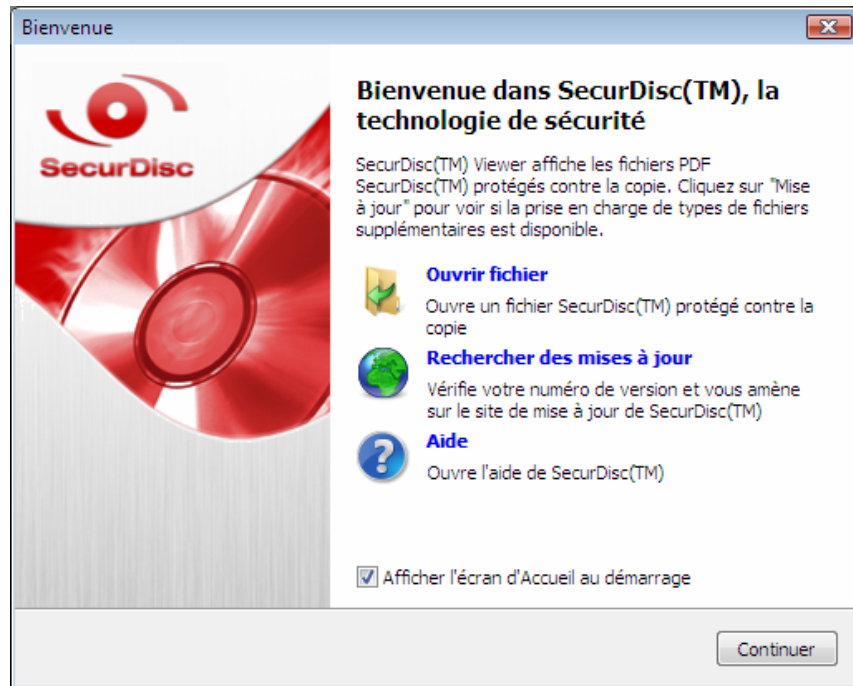 Bienvenue
SecurDisc
Bienvenue dans SecurDisc(TM), la
technologie de sécurité
SecurDisc(TM) Viewer affiche les fichiers PDF
SecurDisc(TM) protégés contre la copie. Cliquez sur "Mise
à jour" pour voir si la prise en charge de types de fichiers
supplémentaires est disponible.
Ouvrir fichier
Ouvre un fichier SecurDisc(TM) protégé contre la
copie
Rechercher des mises à jour
Vérifie votre numéro de version et vous amène
sur le site de mise à jour de SecurDisc(TM)
Aide
Ouvre l'aide de SecurDisc(TM)
Afficher l'écran d'Accueil au démarrage
Continuer